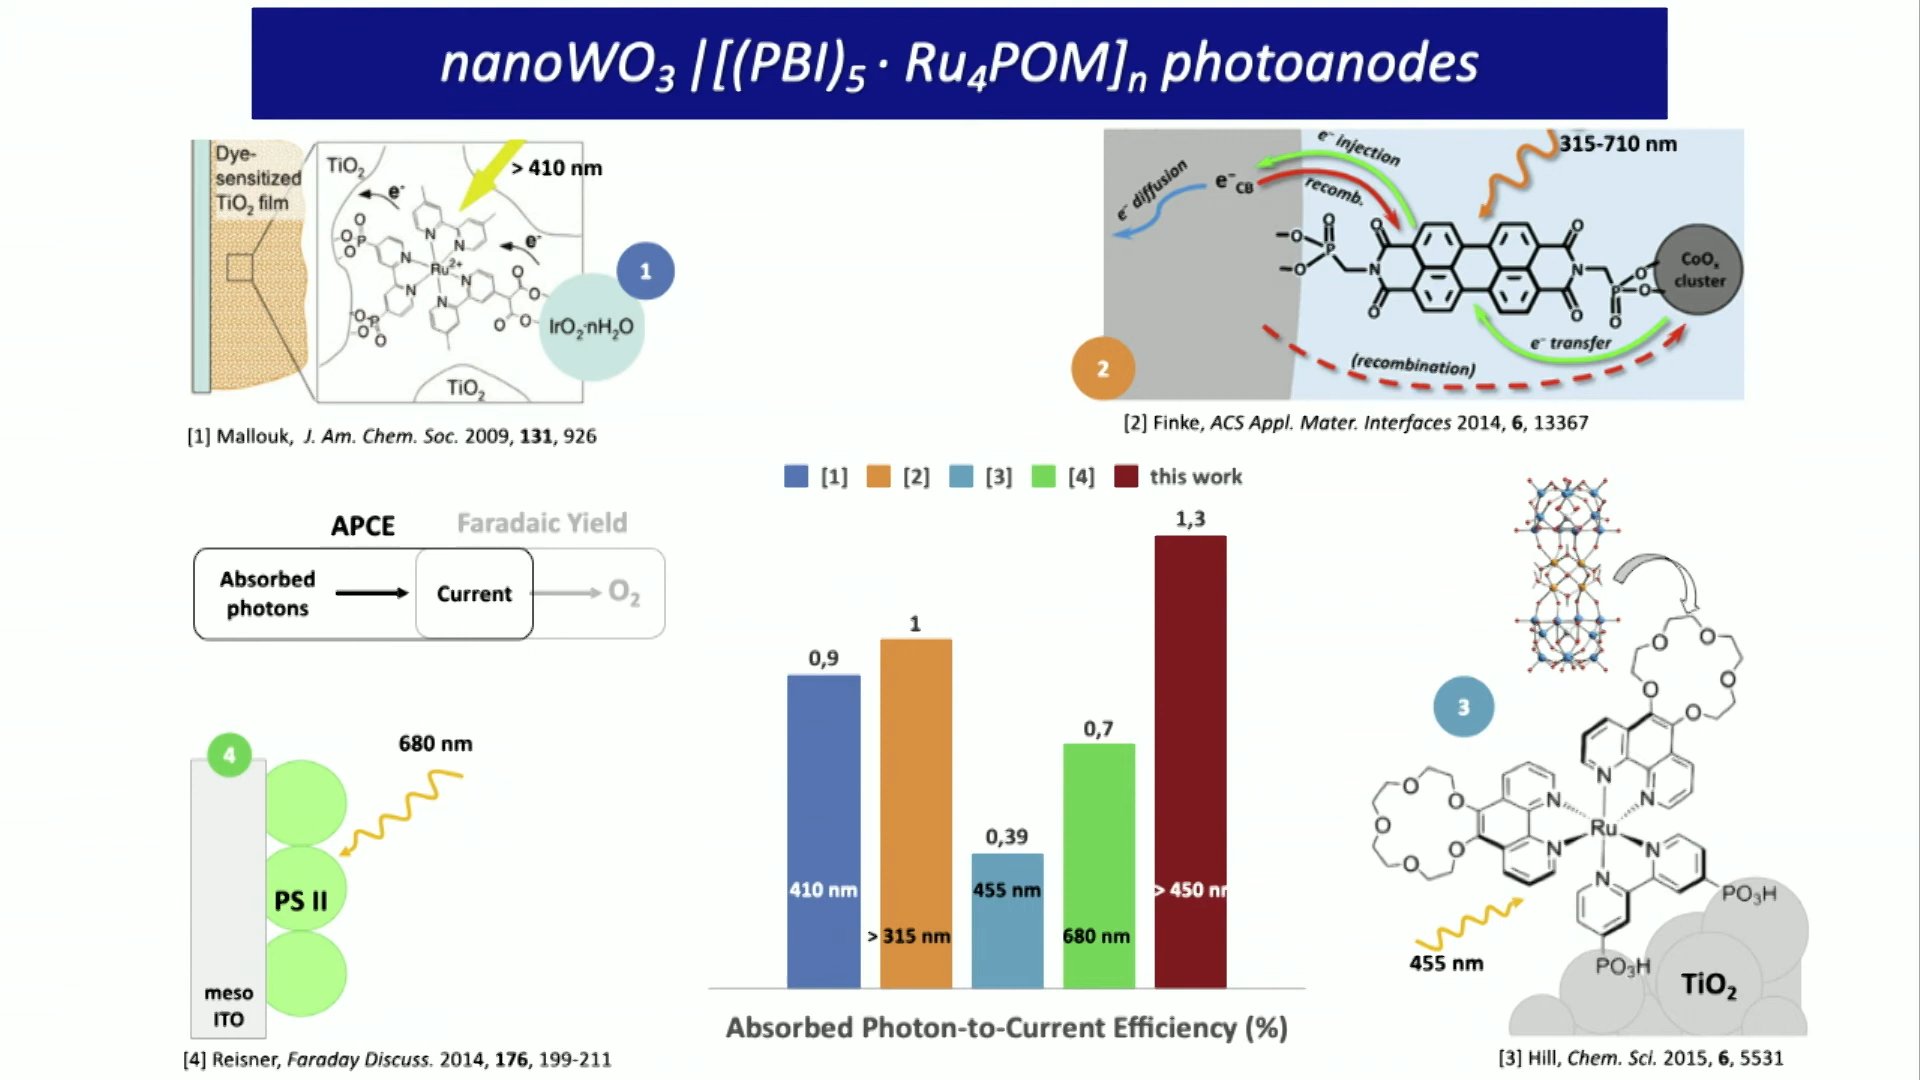 nanoWO3 | [(PBI)5 · Ru4POM]n photoanodes
Dye-
sensitized
TiO2 film
TiO2
> 410 nm
e-
e-
N
N
N
N
N
N
Ru2+
O
O
P
O
O
O
P
O
O
O
O
O
O
IrO2·nH2O
TiO2
1
[1] Mallouk, J. Am. Chem. Soc. 2009, 131, 926
315-710 nm
e- injection
e- diffusion
e-CB
recomb.
O
O
O
P
N
O
O
O
O
N
O
O
P
O
CoOx
cluster
e- transfer
(recombination)
2
[2] Finke, ACS Appl. Mater. Interfaces 2014, 6, 13367
[1] [2] [3] [4] this work
APCE Faradaic Yield
Absorbed
photons
Current
O2
1,3
1
0,9
0,7
0,39
410 nm
> 315 nm
455 nm
680 nm
> 450 nr
Absorbed Photon-to-Current Efficiency (%)
4
680 nm
PS II
meso
ITO
[4] Reisner, Faraday Discuss. 2014, 176, 199-211
3
O
O
O
O
O
O
O
O
O
O
N
N
N
N
N
N
Ru
PO3H
PO3H
455 nm
TiO2
[3] Hill, Chem. Sci. 2015, 6, 5531